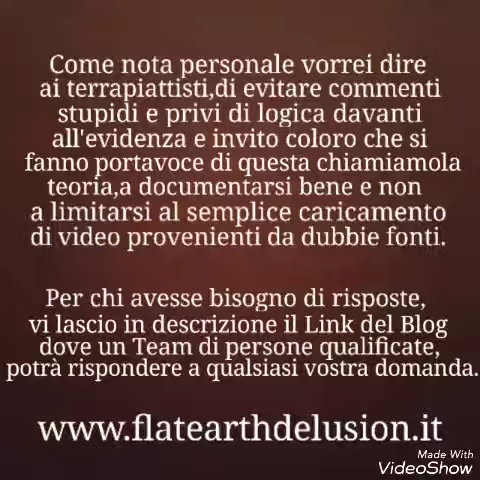 Come nota personale vorrei dire
ai terrapiattisti,di evitare commenti
stupidi e privi di logica davanti
all'evidenza e invito coloro che si
fanno portavoce di questa chiamiamola
teoria,a documentarsi bene e non
a limitarsi al semplice caricamento
di video provenienti da dubbie fonti.
Per chi avesse bisogno di risposte,
vi lascio in descrizione il Link del Blog
dove un Team di persone qualificate,
potrà rispondere a qualsiasi vostra domanda.
www.flatearthdelusion.it
Made With
VideoShow